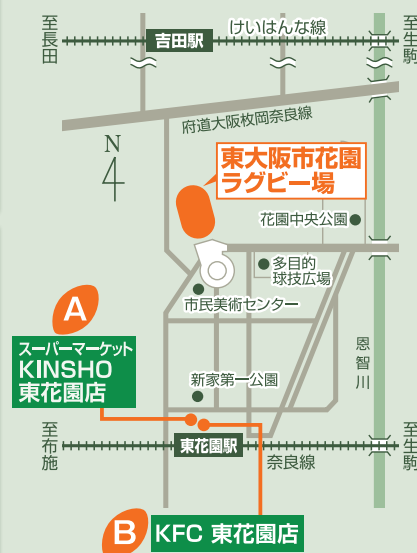 至長田
吉田駅
けいはんな線
至生駒
府道大阪枚岡奈良線
N
東大阪市花園
ラグビー場
花園中央公園
多目的
球技広場
市民美術センター
A
スーパーマーケット
KINSHO
東花園店
恩智川
新家第一公園
至布施
東花園駅
奈良線
至生駒
B
KFC 東花園店